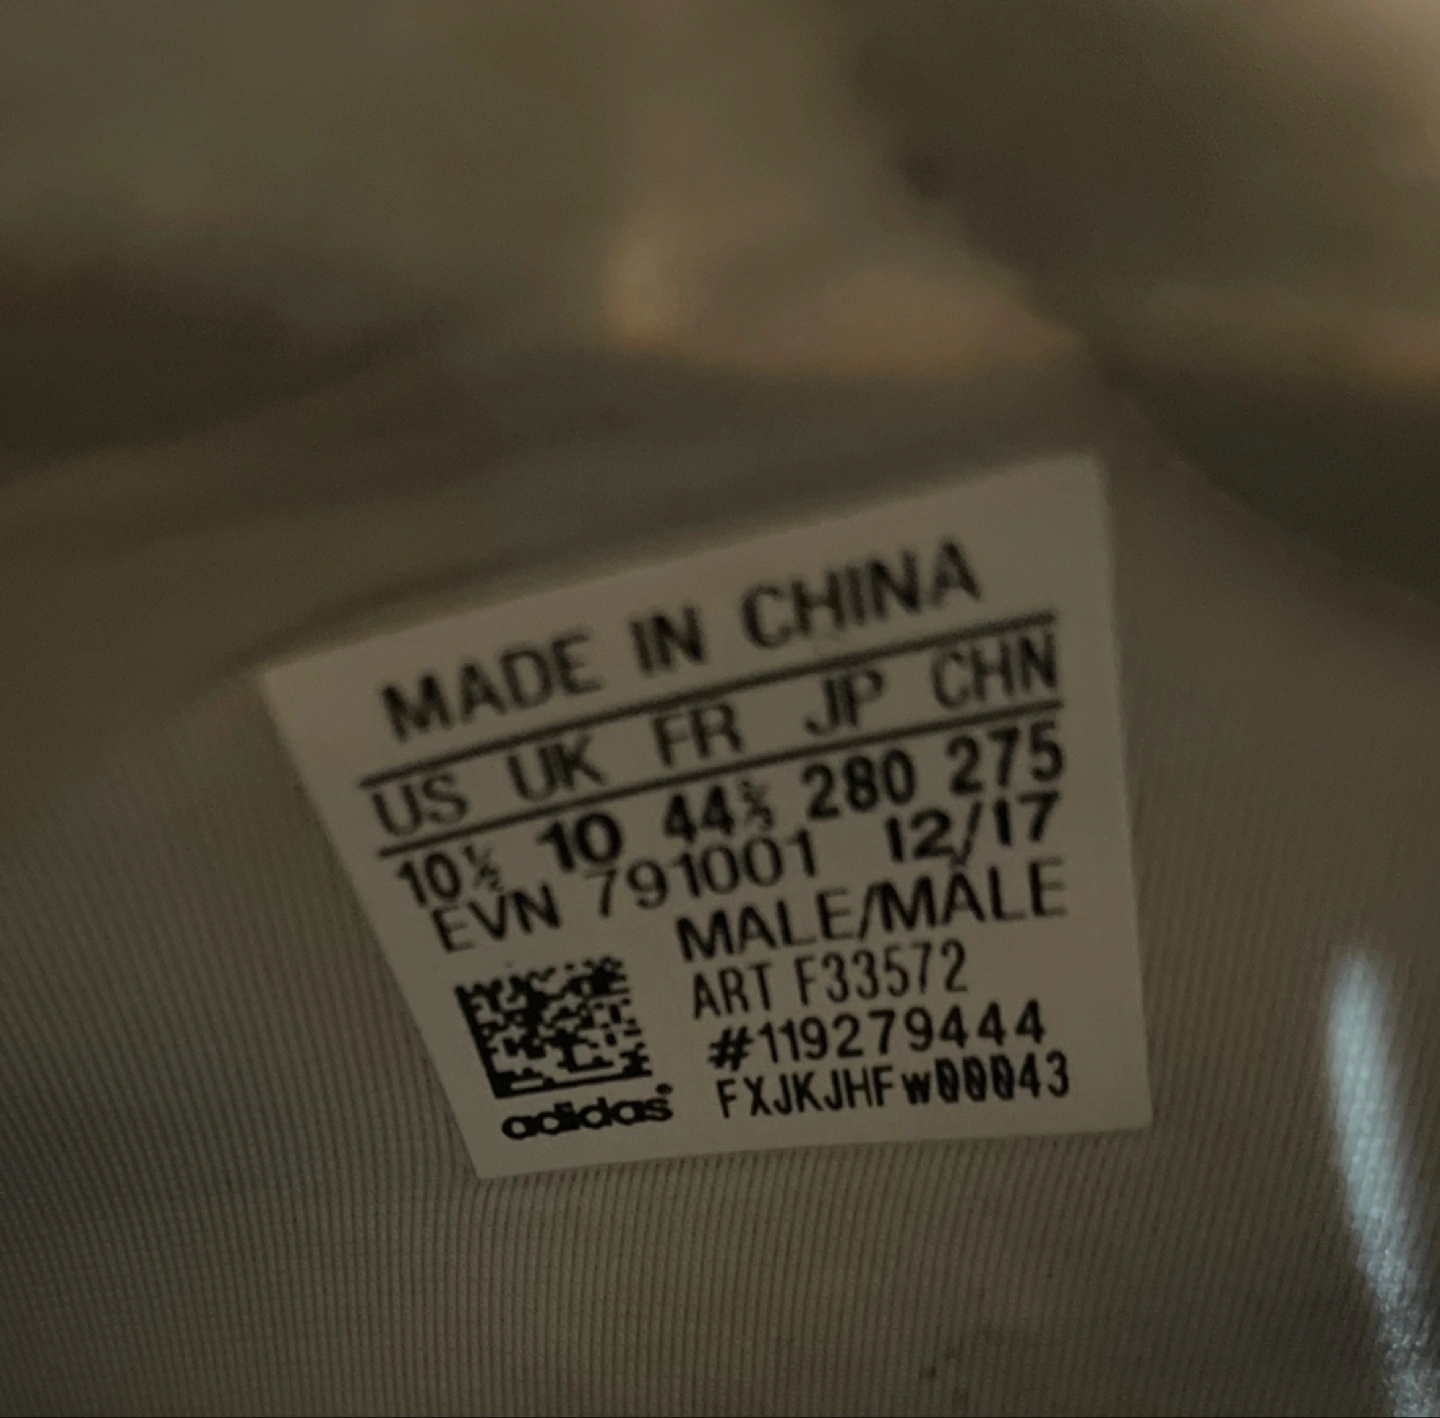 MADE IN CHINA
US UK FR JP CHN
10½ 10 44⅔ 280 275
EVN 791001 12/17
MALE/MÂLE
ART F33572
#119279444
FXJKJHFW00043
adidas